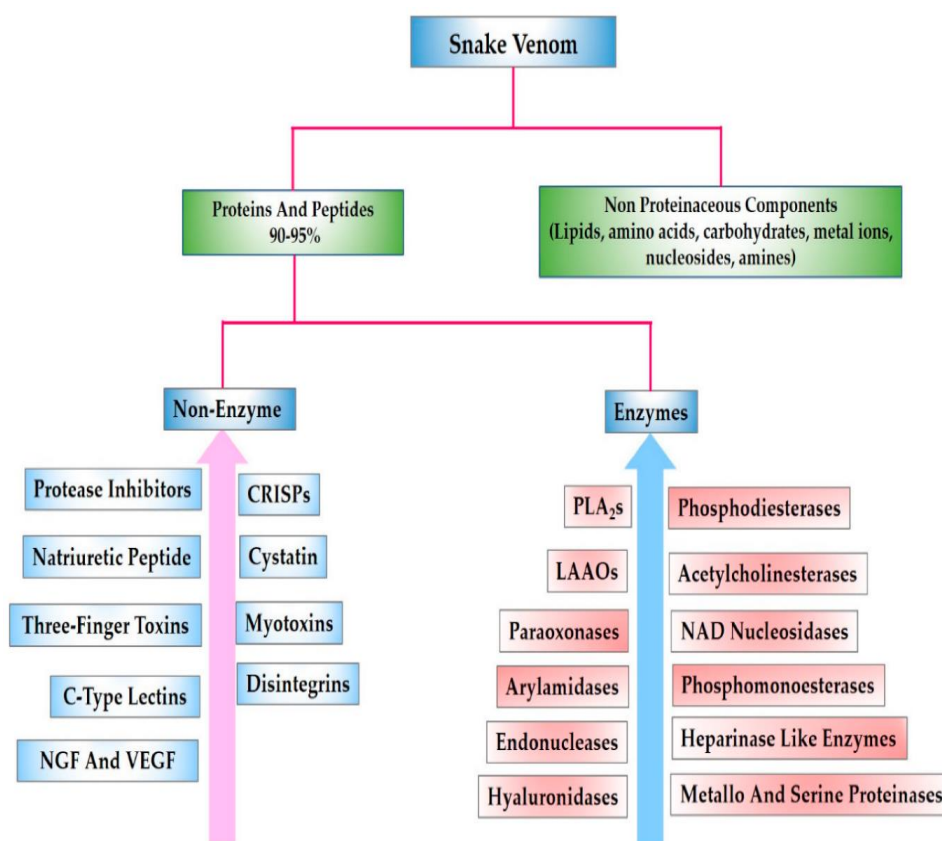 Snake Venom
Proteins And Peptides
90-95%
Non Proteinaceous Components
(Lipids, amino acids, carbohydrates, metal ions,
nucleosides, amines)
Non-Enzyme
Enzymes
Protease Inhibitors
CRISPs
Natriuretic Peptide
Cystatin
Three-Finger Toxins
Myotoxins
C-Type Lectins
Disintegrins
NGF And VEGF
PLA₂s
Phosphodiesterases
LAAOs
Acetylcholinesterases
Paraoxonases
NAD Nucleosidases
Arylamidases
Phosphomonoesterases
Endonucleases
Heparinase Like Enzymes
Hyaluronidases
Metallo And Serine Proteinases